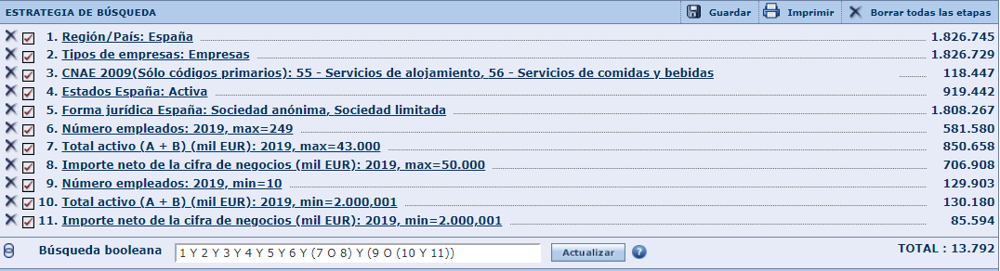 ESTRATEGIA DE BÚSQUEDA Guardar Imprimir Borrar todas las etapas
1. Región/País: España 1.826.745
2. Tipos de empresas: Empresas 1.826.729
3. CNAE 2009(Sólo códigos primarios): 55 - Servicios de alojamiento, 56 - Servicios de comidas y bebidas 118.447
4. Estados España: Activa 919.442
5. Forma jurídica España: Sociedad anónima, Sociedad limitada 1.808.267
6. Número empleados: 2019, max=249 581.580
7. Total activo (A + B) (mil EUR): 2019, max=43.000 850.658
8. Importe neto de la cifra de negocios (mil EUR): 2019, max=50.000 706.908
9. Número empleados: 2019, min=10 129.903
10. Total activo (A + B) (mil EUR): 2019, min=2.000,001 130.180
11. Importe neto de la cifra de negocios (mil EUR): 2019, min=2.000,001 85.594
Búsqueda booleana 1 Y 2 Y 3 Y 4 Y 5 Y 6 Y (7 O 8) Y (9 O (10 Y 11)) Actualizar ? TOTAL : 13.792